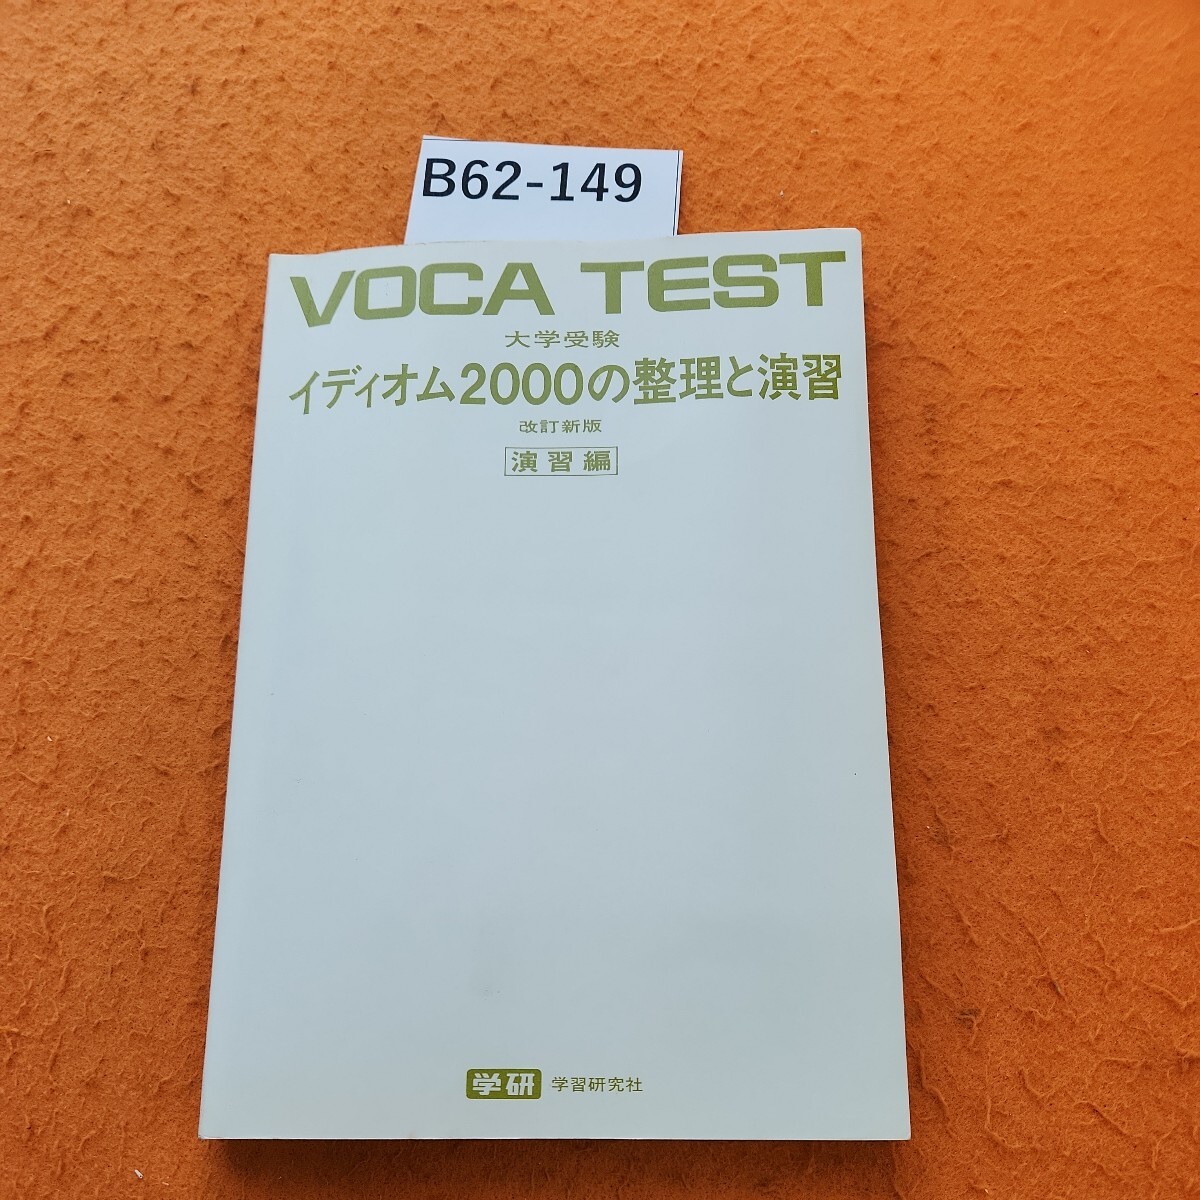 B62-149
VOCA TEST
大学受験
イディオム2000の整理と演習
改訂新版
演習編
学研 学習研究社